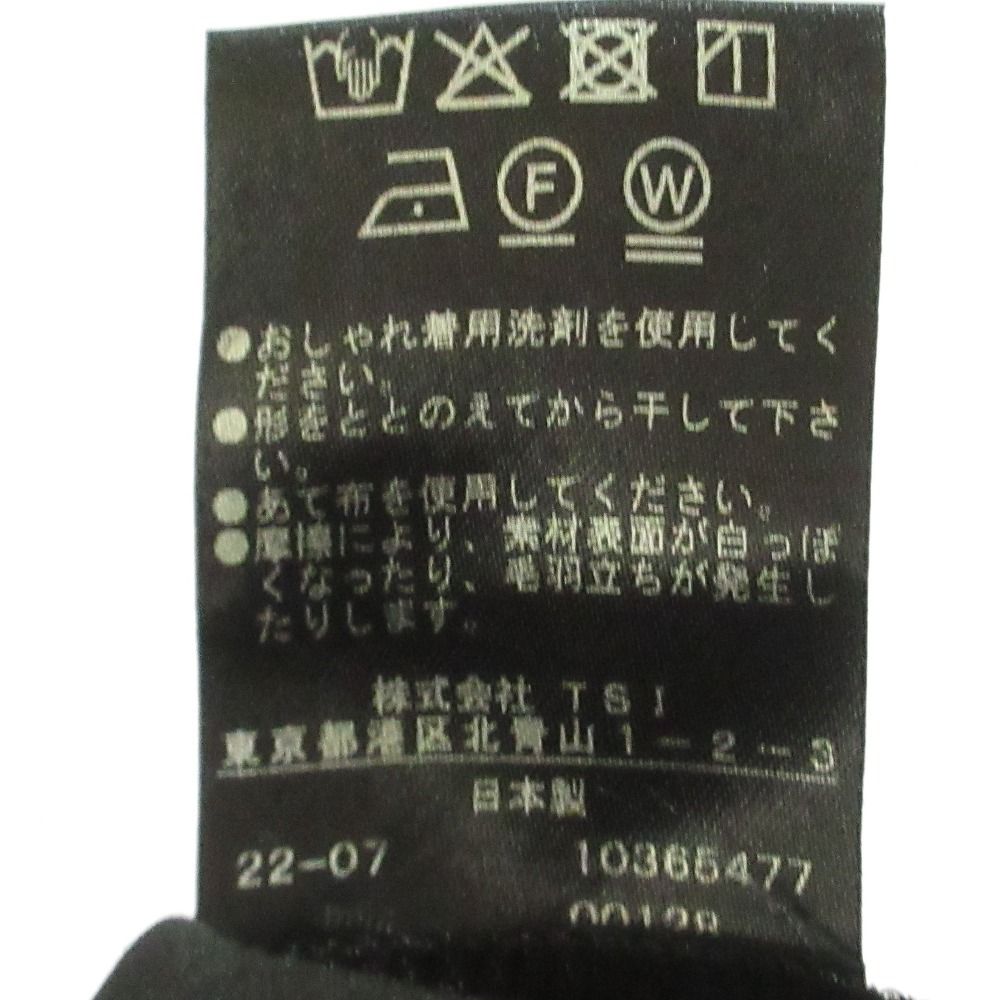 F W
●おしゃれ着用洗剤を使用してく
ださい。
●形をととのえてから干して下さ
い。
●あて布を使用してください。
●摩擦により、素材表面が白っぽ
くなったり、毛羽立ちが発生し
たりします。
株式会社 TSI
東京都港区北青山1-2-3
日本製
22-07 10365477